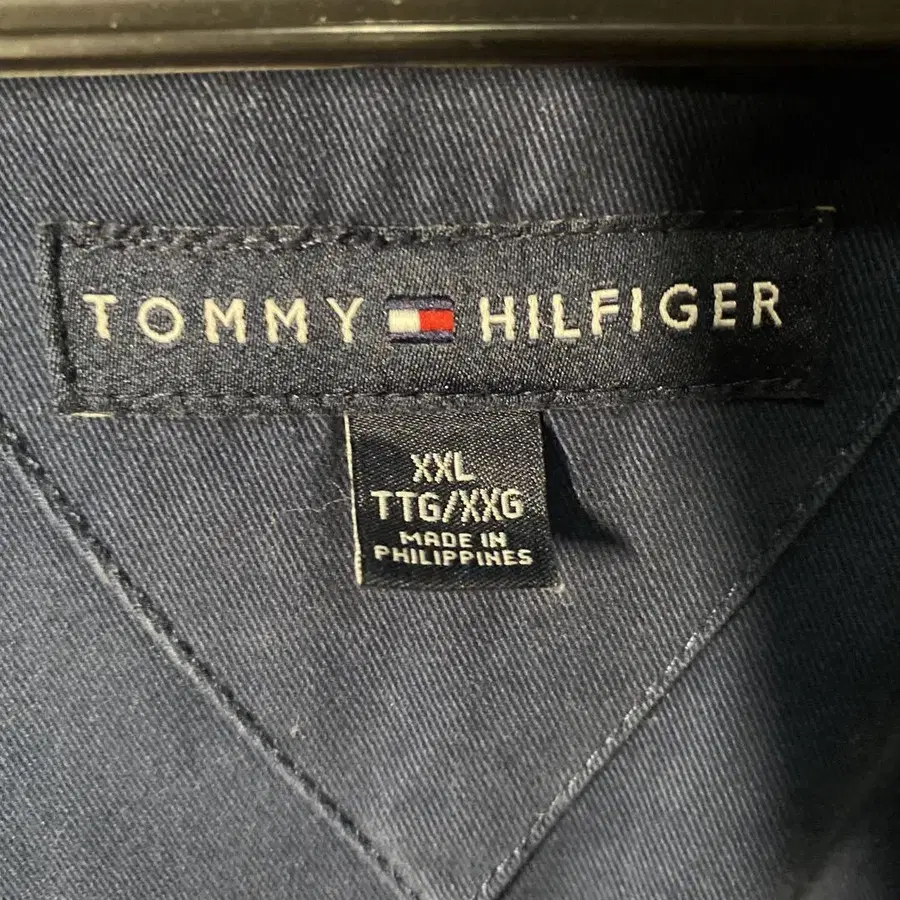 TOMMY HILFIGER
XXL
TTG/XXG
MADE IN
PHILIPPINES